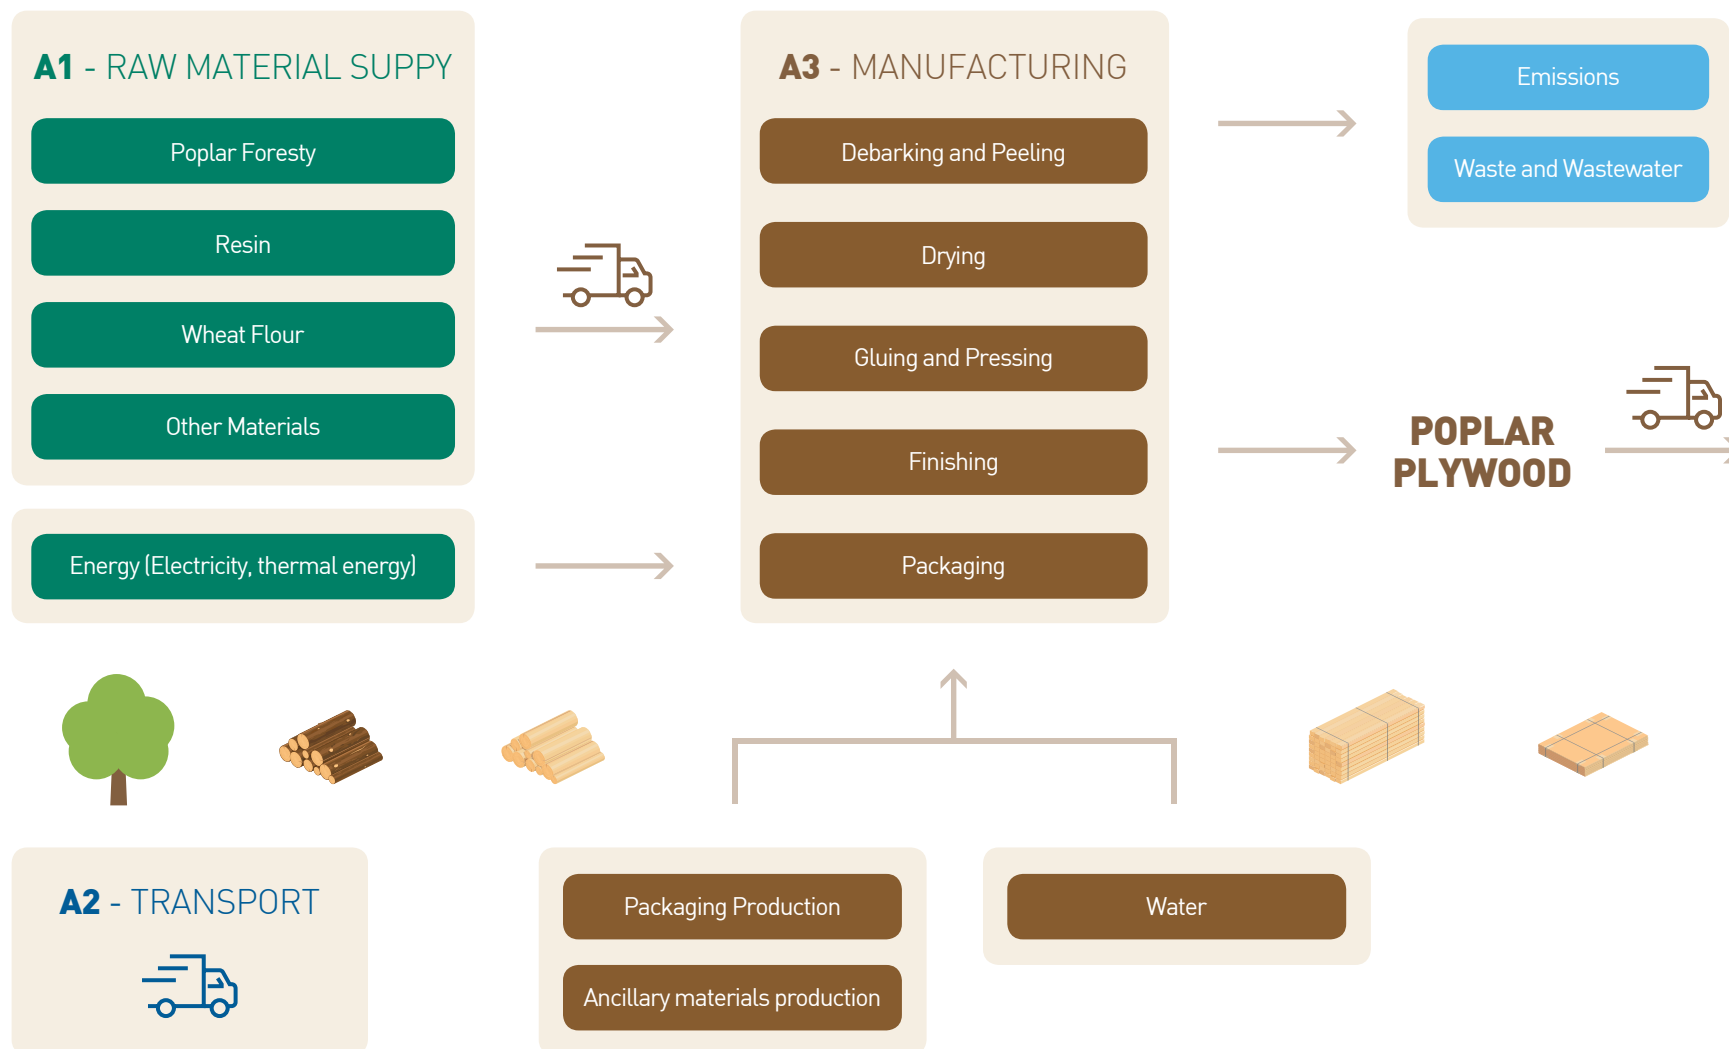 A1 - RAW MATERIAL SUPPY
Poplar Foresty
Resin
Wheat Flour
Other Materials
Energy (Electricity, thermal energy)
A3 - MANUFACTURING
Debarking and Peeling
Drying
Gluing and Pressing
Finishing
Packaging
Emissions
Waste and Wastewater
POPLAR
PLYWOOD
A2 - TRANSPORT
Packaging Production
Ancillary materials production
Water